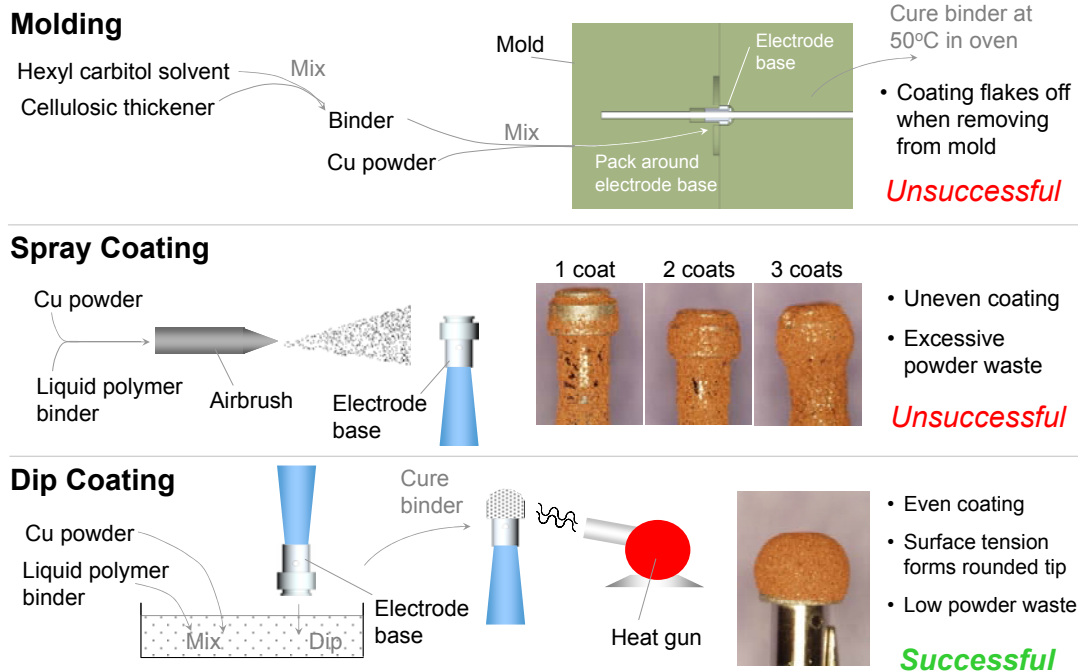 Molding
Hexyl carbitol solvent
Cellulosic thickener
Mix
Binder
Cu powder
Mix
Mold
Electrode
base
Pack around
electrode base
Cure binder at
50°C in oven
• Coating flakes off
when removing
from mold
Unsuccessful
Spray Coating
Cu powder
Liquid polymer
binder
Airbrush
Electrode
base
1 coat
2 coats
3 coats
• Uneven coating
• Excessive
powder waste
Unsuccessful
Dip Coating
Cu powder
Liquid polymer
binder
Mix
Dip
Electrode
base
Cure
binder
Heat gun
• Even coating
• Surface tension
forms rounded tip
• Low powder waste
Successful